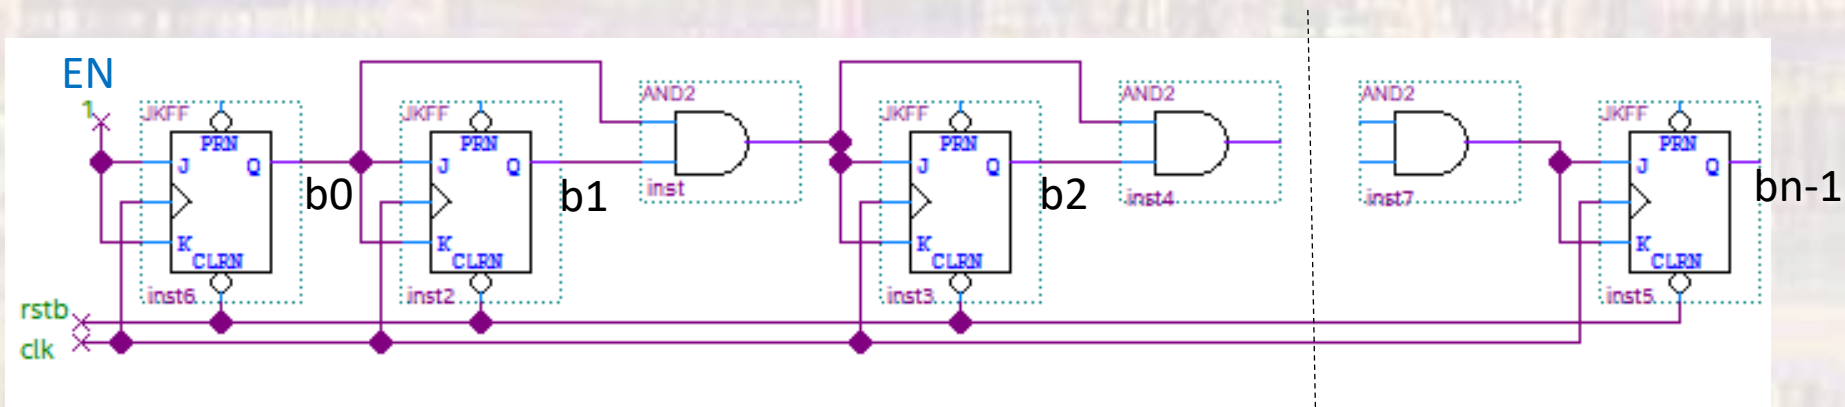 EN
1
JKFF
PRN
J
Q
K
CLRN
inst6
b0
JKFF
PRN
J
Q
K
CLRN
inst2
b1
AND2
inst
JKFF
PRN
J
Q
K
CLRN
inst3
b2
AND2
inst4
AND2
inst7
JKFF
PRN
J
Q
K
CLRN
inst5
bn-1
rstb
clk